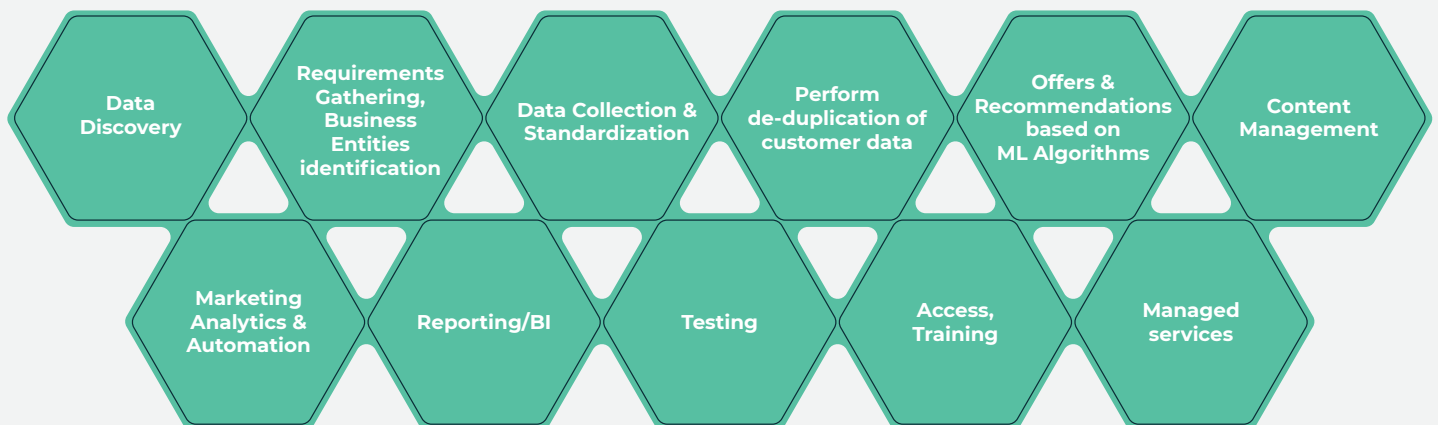 Data
Discovery
Requirements
Gathering,
Business
Entities
identification
Data Collection &
Standardization
Perform
de-duplication of
customer data
Offers &
Recommendations
based on
ML Algorithms
Content
Management
Marketing
Analytics &
Automation
Reporting/BI
Testing
Access,
Training
Managed
services